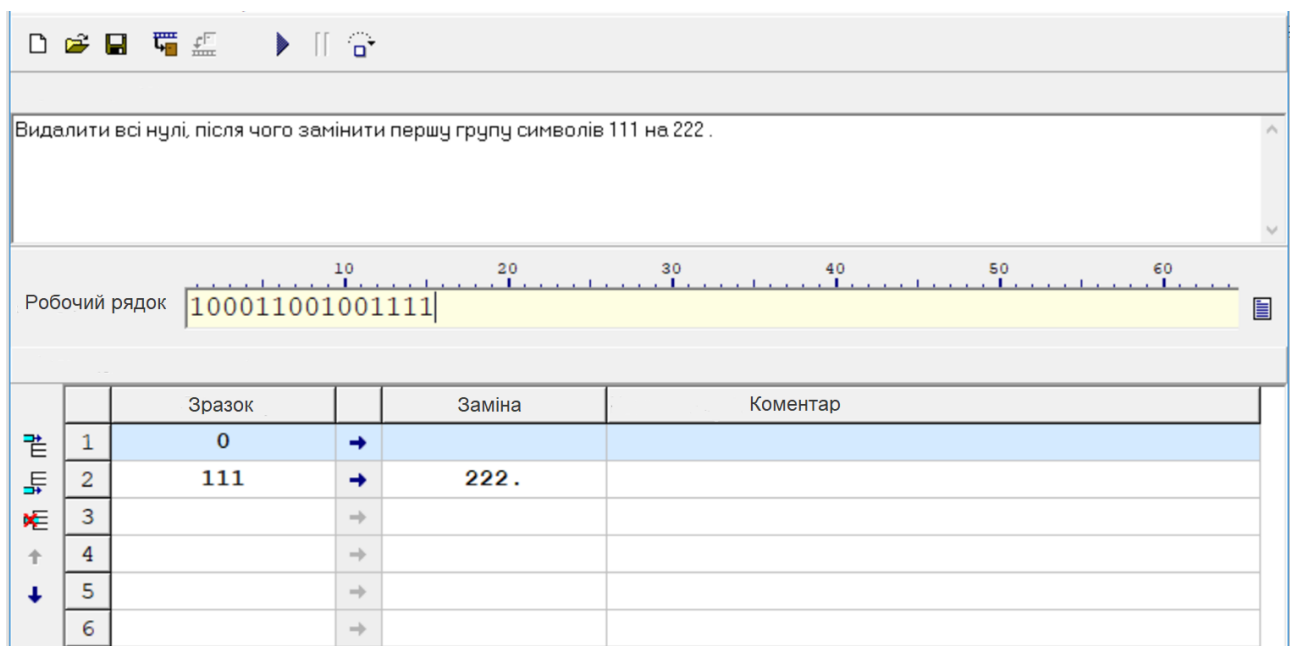 Видалити всі нулі, після чого замінити першу групу символів 111 на 222 .
10 20 30 40 50 60
Робочий рядок 100011001001111
Зразок Заміна Коментар
1 0 →
2 111 → 222.
3 →
4 →
5 →
6 →